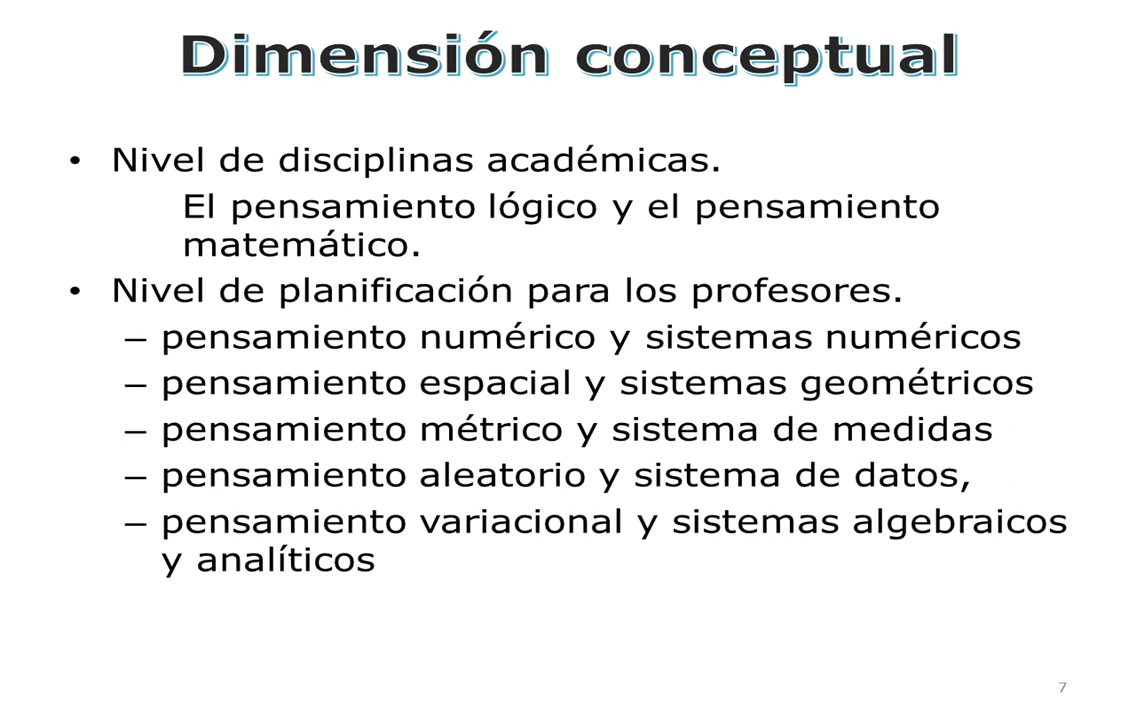 Dimensión conceptual
• Nivel de disciplinas académicas.
El pensamiento lógico y el pensamiento
matemático.
• Nivel de planificación para los profesores.
– pensamiento numérico y sistemas numéricos
– pensamiento espacial y sistemas geométricos
– pensamiento métrico y sistema de medidas
– pensamiento aleatorio y sistema de datos,
– pensamiento variacional y sistemas algebraicos
y analíticos
7